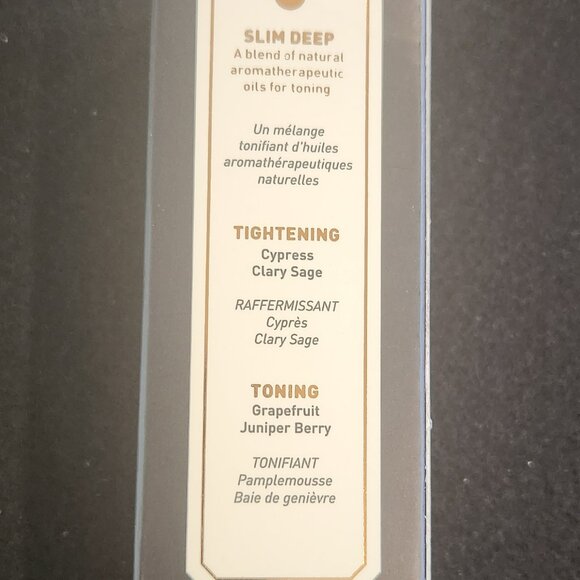 SLIM DEEP
A blend of natural
aromatherapeutic
oils for toning
Un mélange
tonifiant d'huiles
aromathérapeutiques
naturelles
TIGHTENING
Cypress
Clary Sage
RAFFERMISSANT
Cyprès
Clary Sage
TONING
Grapefruit
Juniper Berry
TONIFIANT
Pamplemousse
Baie de genièvre